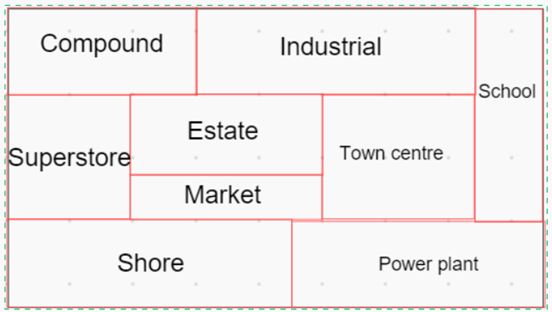 Compound
Industrial
School
Estate
Town centre
Superstore
Market
Shore
Power plant